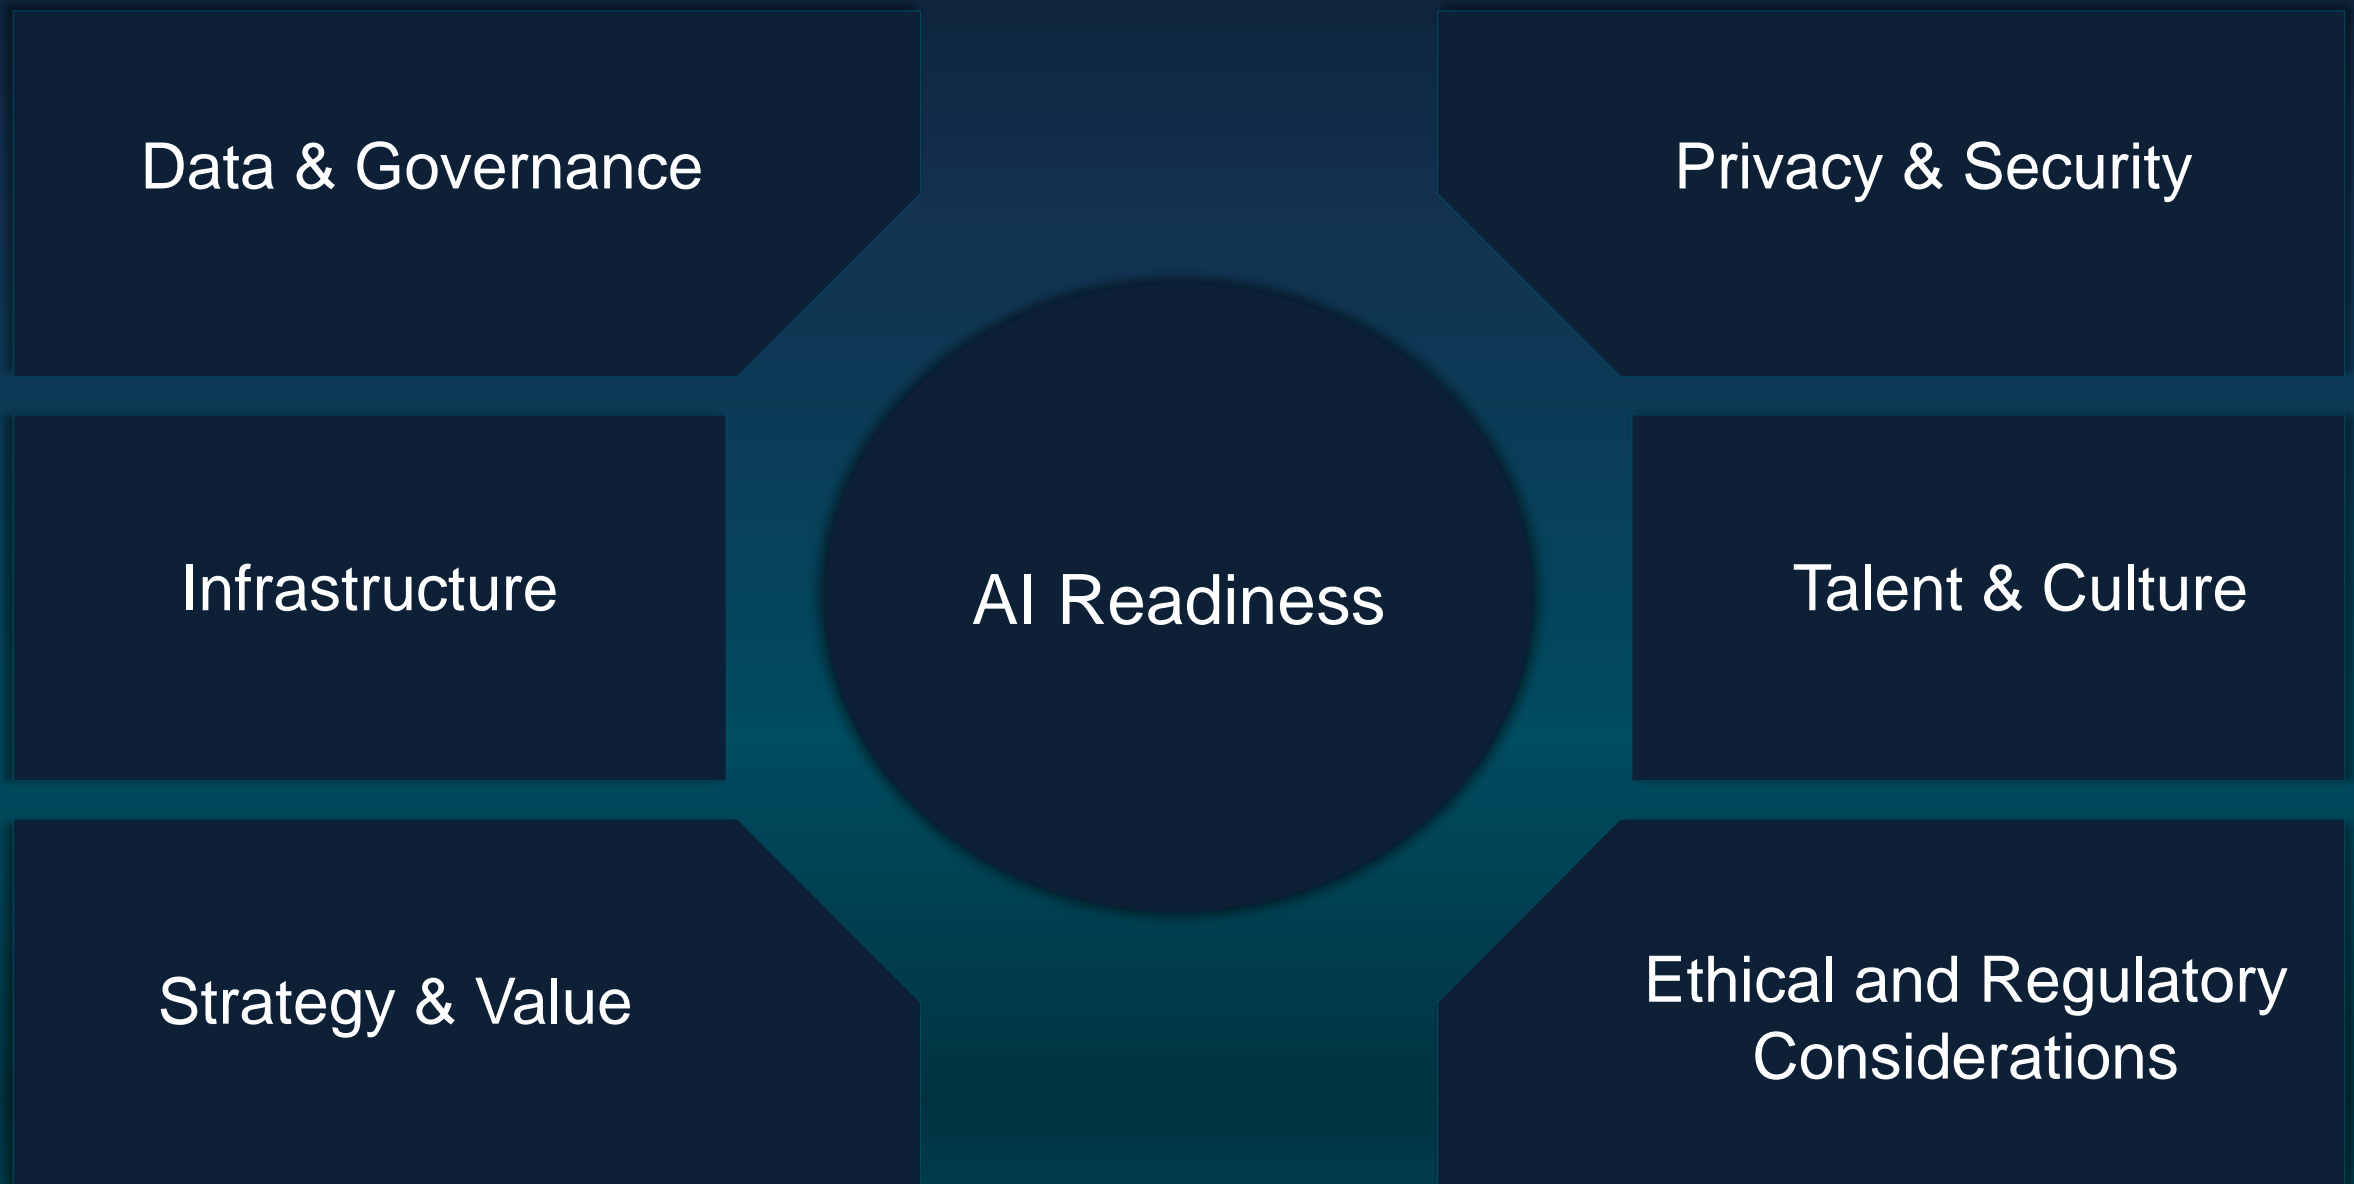 Data & Governance
Privacy & Security
Infrastructure
AI Readiness
Talent & Culture
Strategy & Value
Ethical and Regulatory
Considerations